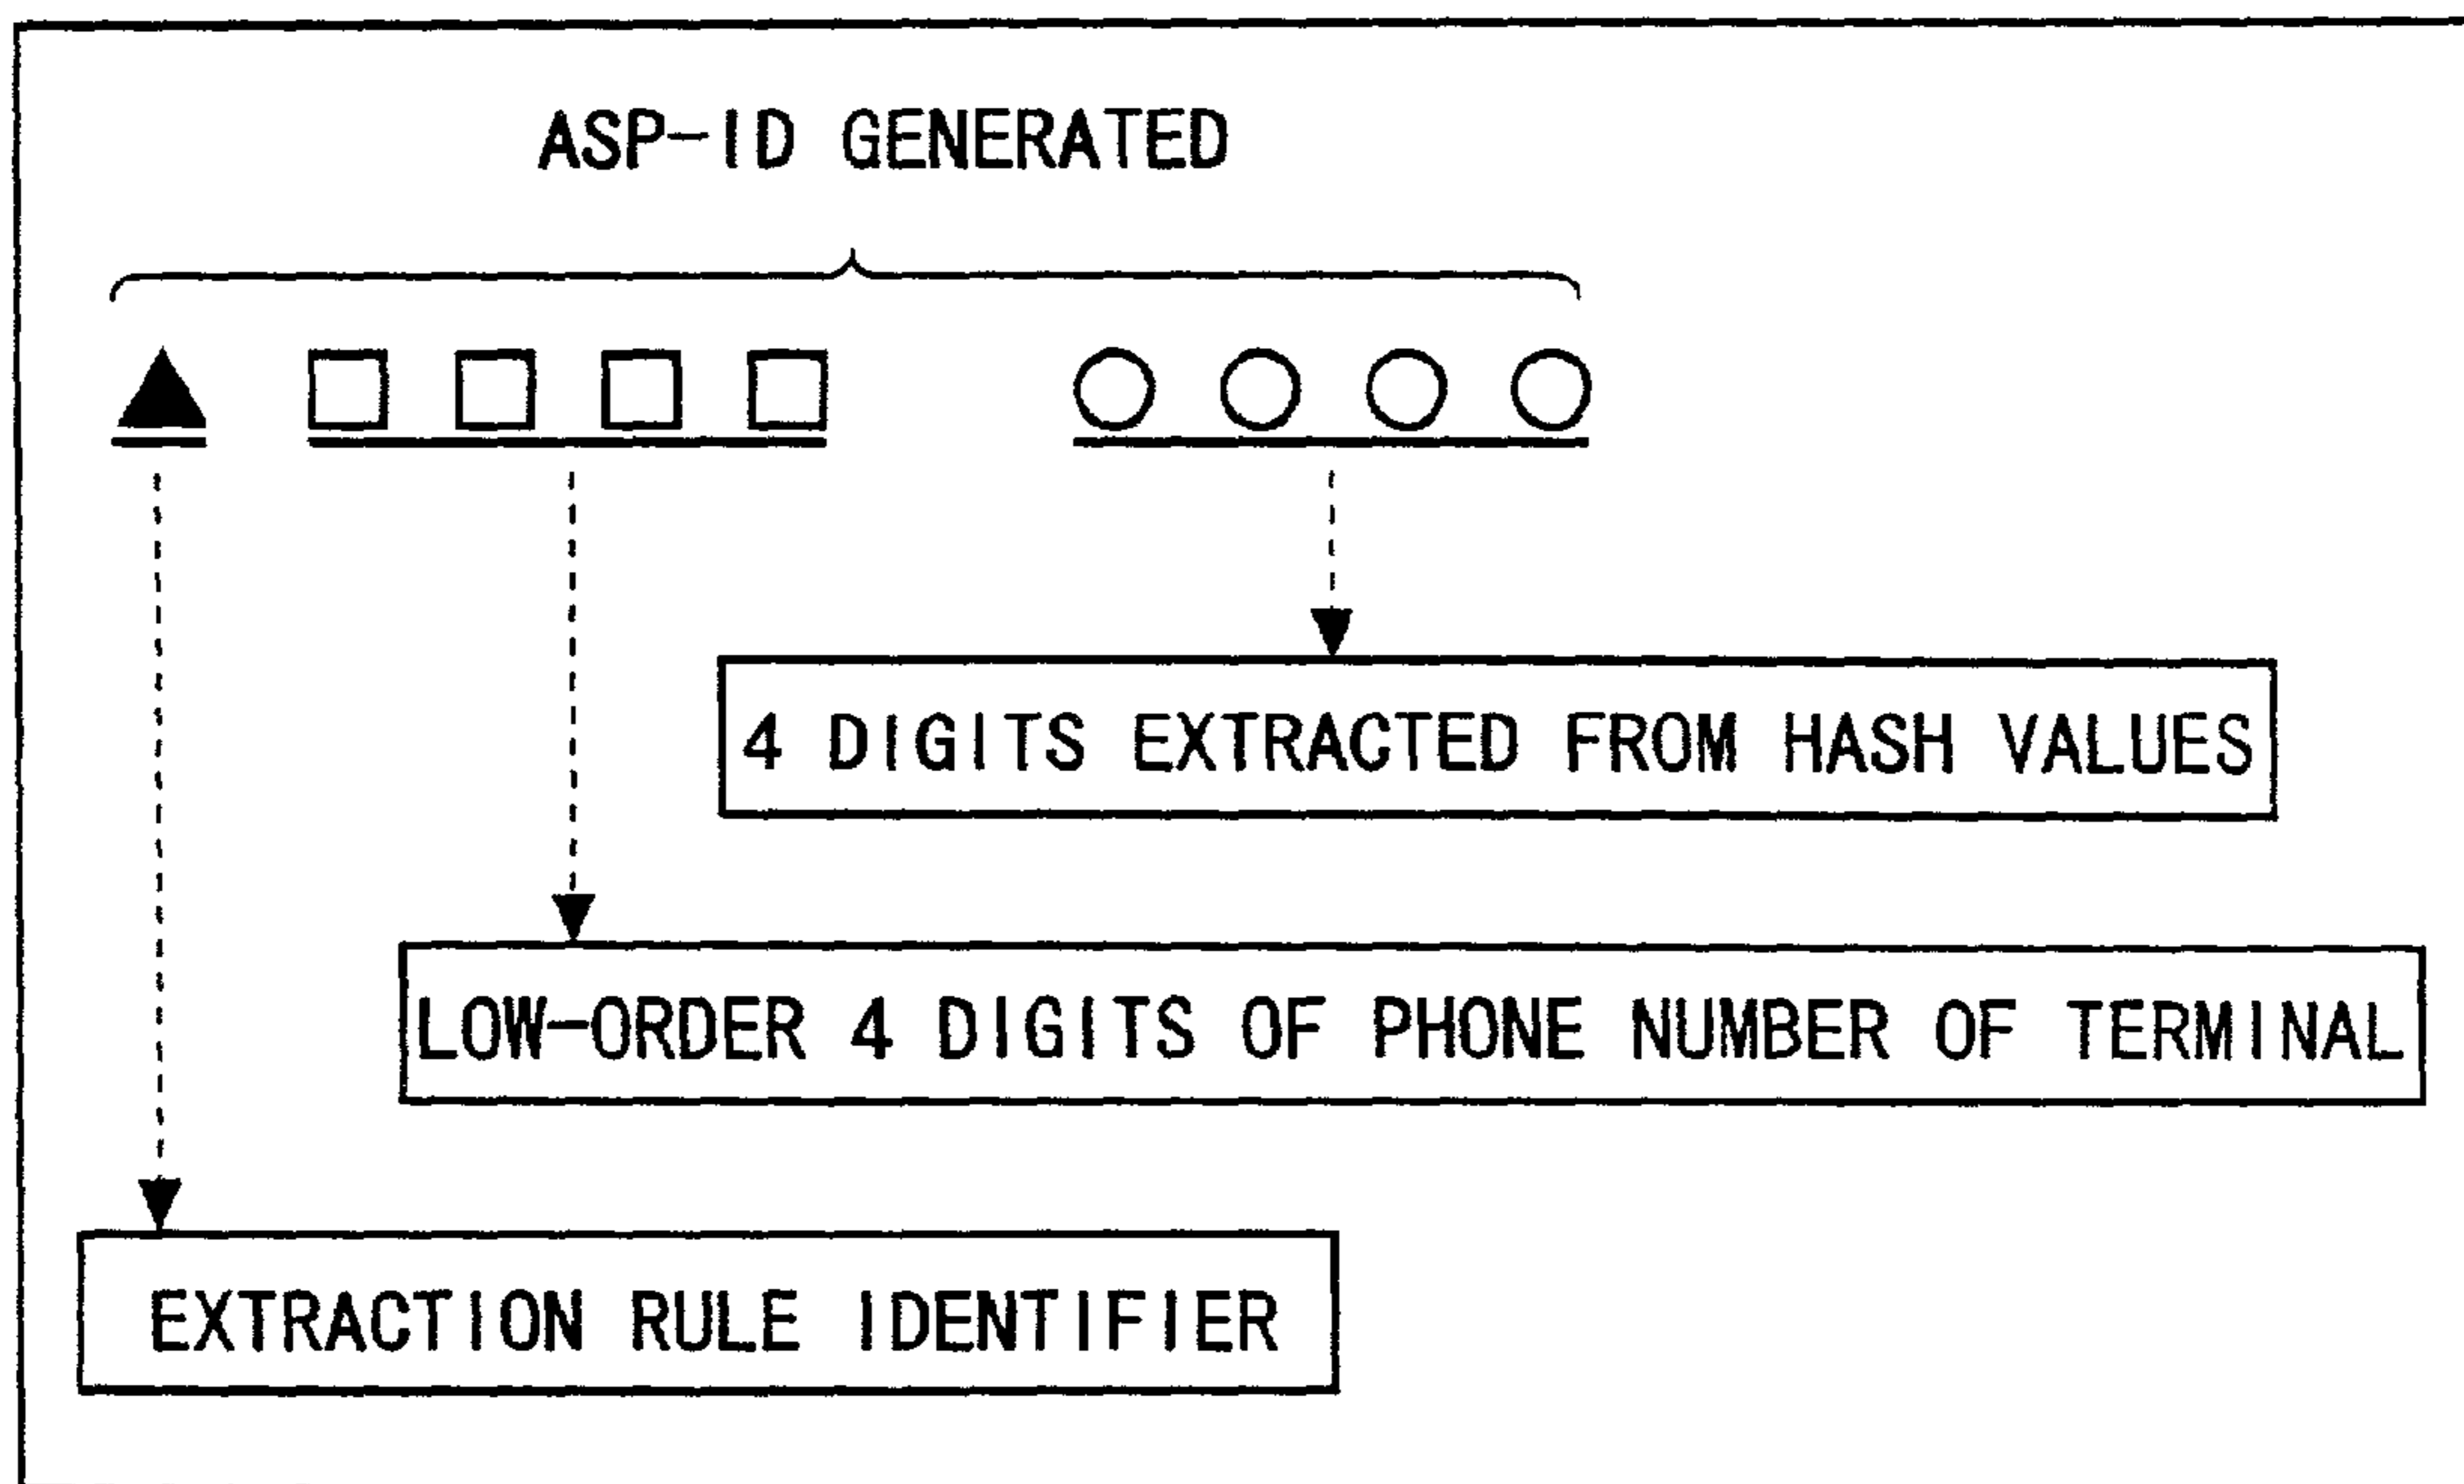 ASP-ID GENERATED
4 DIGITS EXTRACTED FROM HASH VALUES
LOW-ORDER 4 DIGITS OF PHONE NUMBER OF TERMINAL
EXTRACTION RULE IDENTIFIER